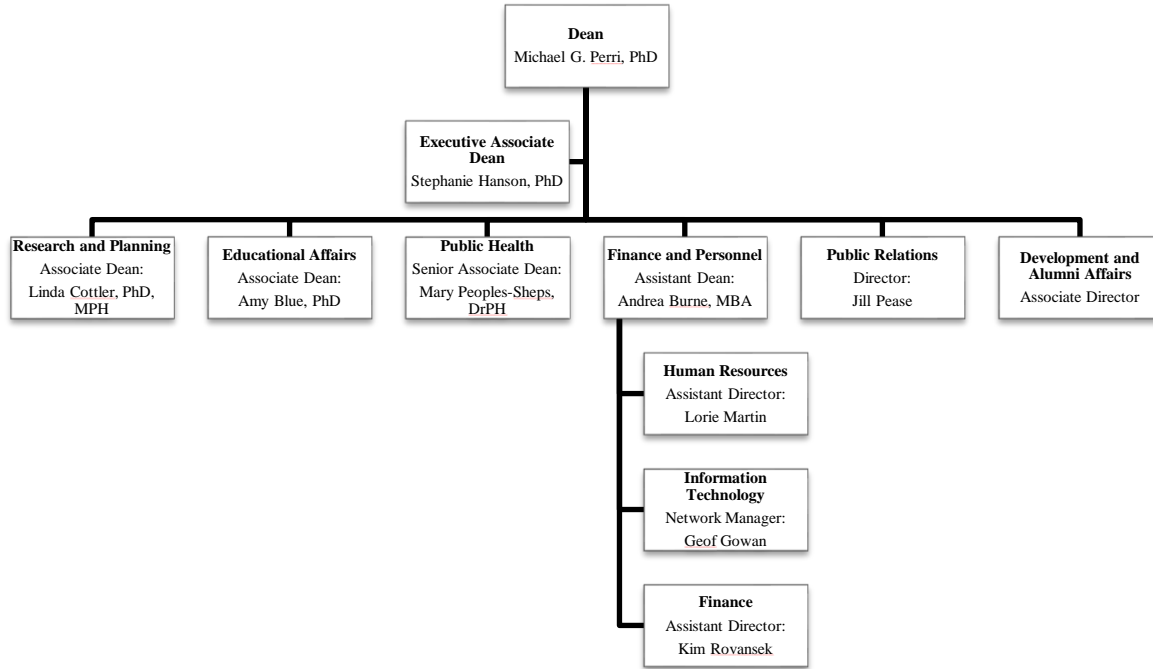 Dean
Michael G. Perri, PhD
Executive Associate
Dean
Stephanie Hanson, PhD
Research and Planning
Associate Dean:
Linda Cottler, PhD,
MPH
Educational Affairs
Associate Dean:
Amy Blue, PhD
Public Health
Senior Associate Dean:
Mary Peoples-Sheps,
DrPH
Finance and Personnel
Assistant Dean:
Andrea Burne, MBA
Public Relations
Director:
Jill Pease
Development and
Alumni Affairs
Associate Director
Human Resources
Assistant Director:
Lorie Martin
Information
Technology
Network Manager:
Geof Gowan
Finance
Assistant Director:
Kim Rovansek